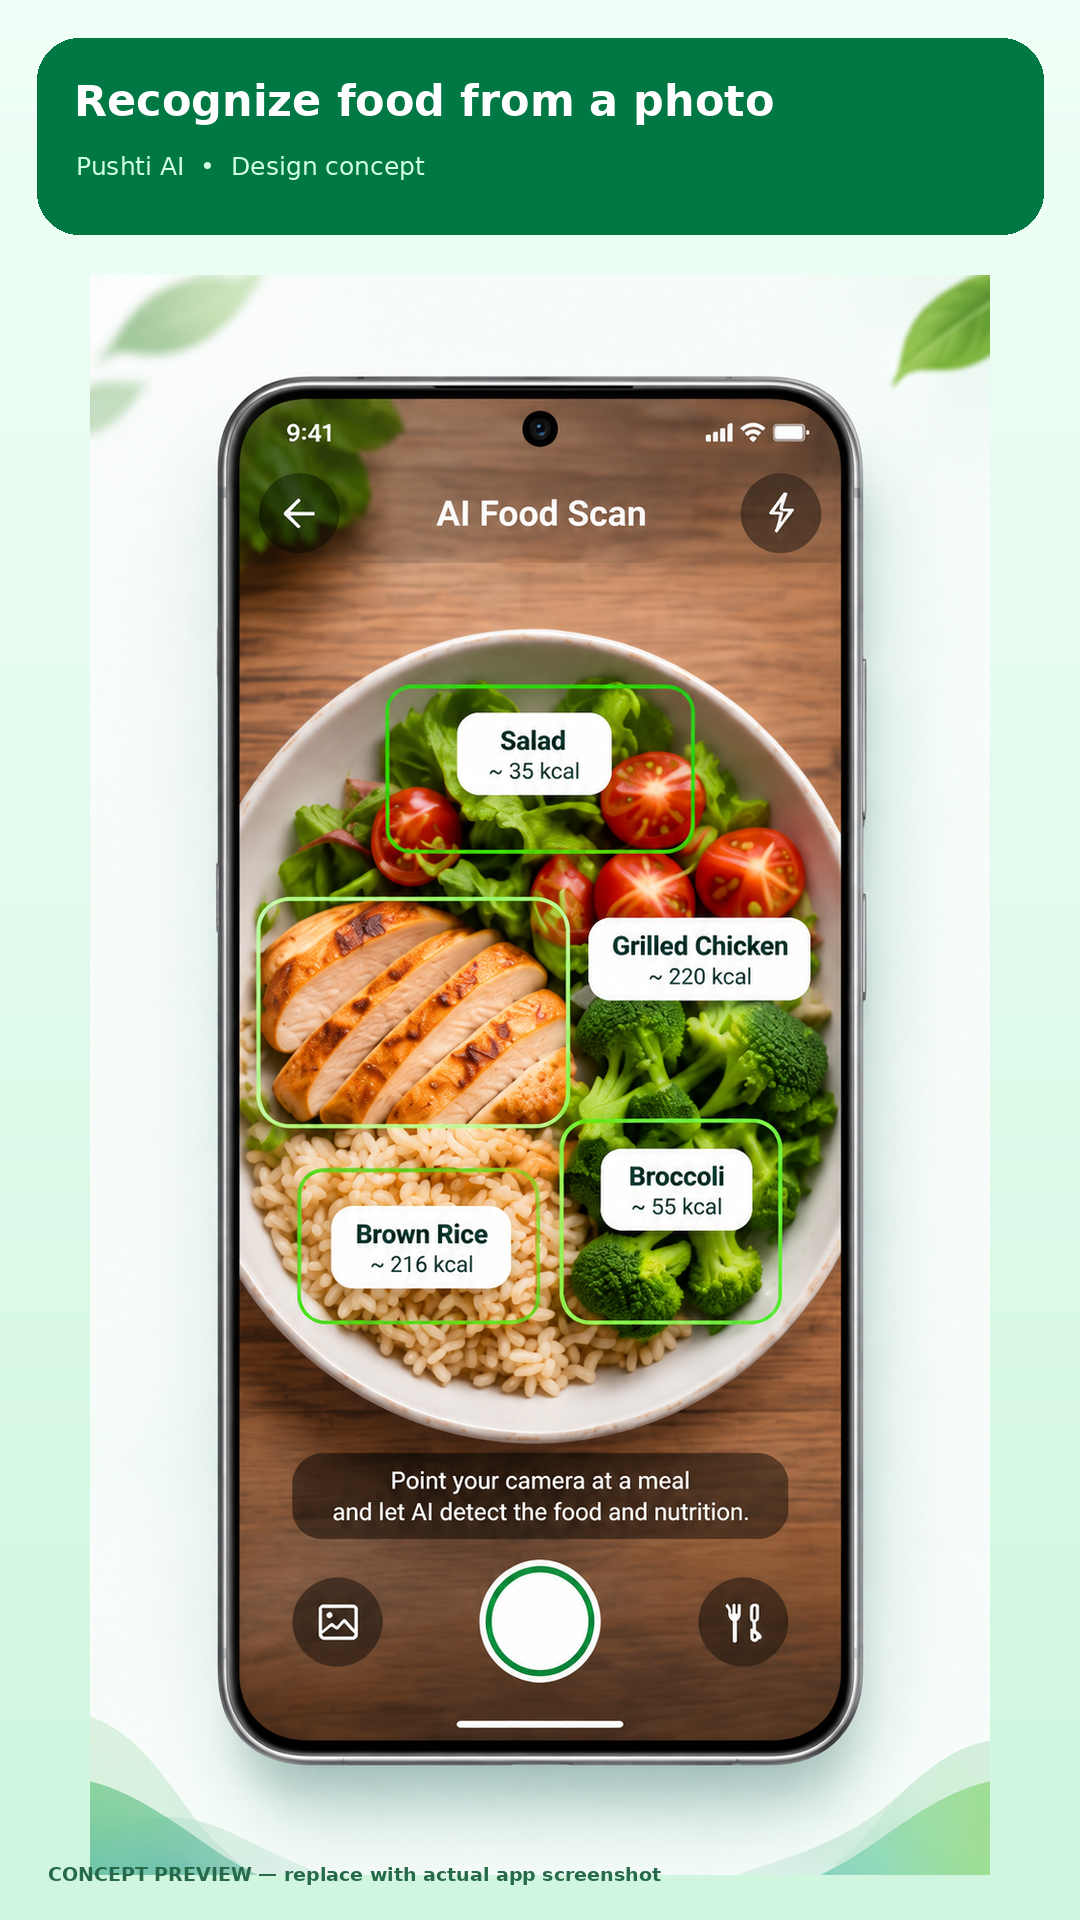 Recognize food from a photo
Pushti AI • Design concept
9:41
AI Food Scan
Salad
~ 35 kcal
Grilled Chicken
~ 220 kcal
Broccoli
~ 55 kcal
Brown Rice
~ 216 kcal
Point your camera at a meal
and let AI detect the food and nutrition.
CONCEPT PREVIEW — replace with actual app screenshot